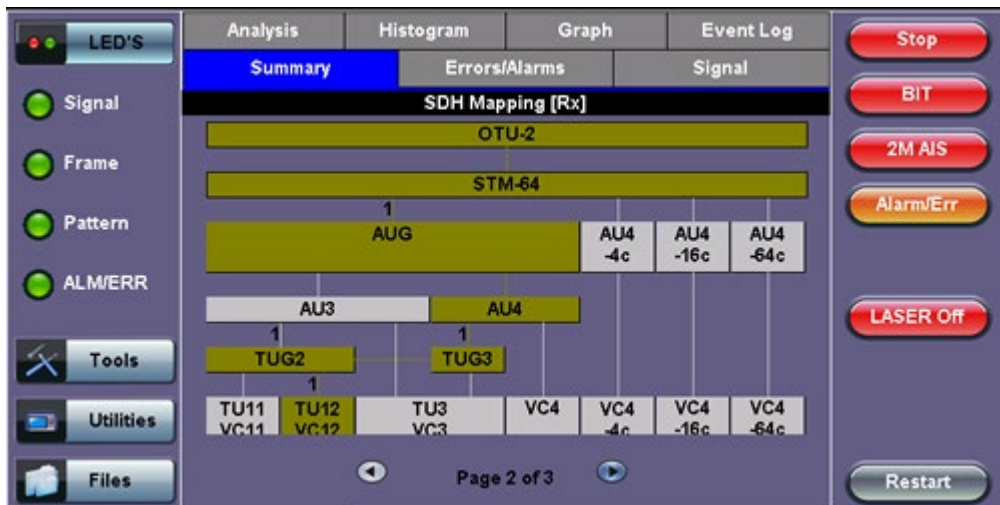 LED'S
Signal
Frame
Pattern
ALM/ERR
Tools
Utilities
Files
Analysis Histogram Graph Event Log
Summary Errors/Alarms Signal
SDH Mapping [Rx]
OTU-2
STM-64
1
AUG AU4 -4c AU4 -16c AU4 -64c
AU3 AU4
1 1
TUG2 TUG3
1
TU11 TU12 TU3 VC4 VC4 VC4 VC4
VC11 VC12 VC3 -4c -16c -64c
Page 2 of 3
Stop
BIT
2M AIS
Alarm/Err
LASER Off
Restart